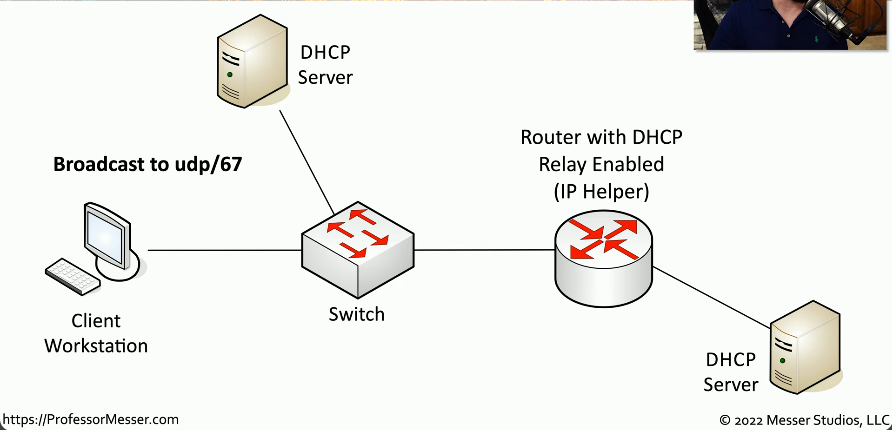 DHCP
Server
Broadcast to udp/67
Router with DHCP
Relay Enabled
(IP Helper)
Client
Workstation
Switch
DHCP
Server
https://ProfessorMesser.com
© 2022 Messer Studios, LLC